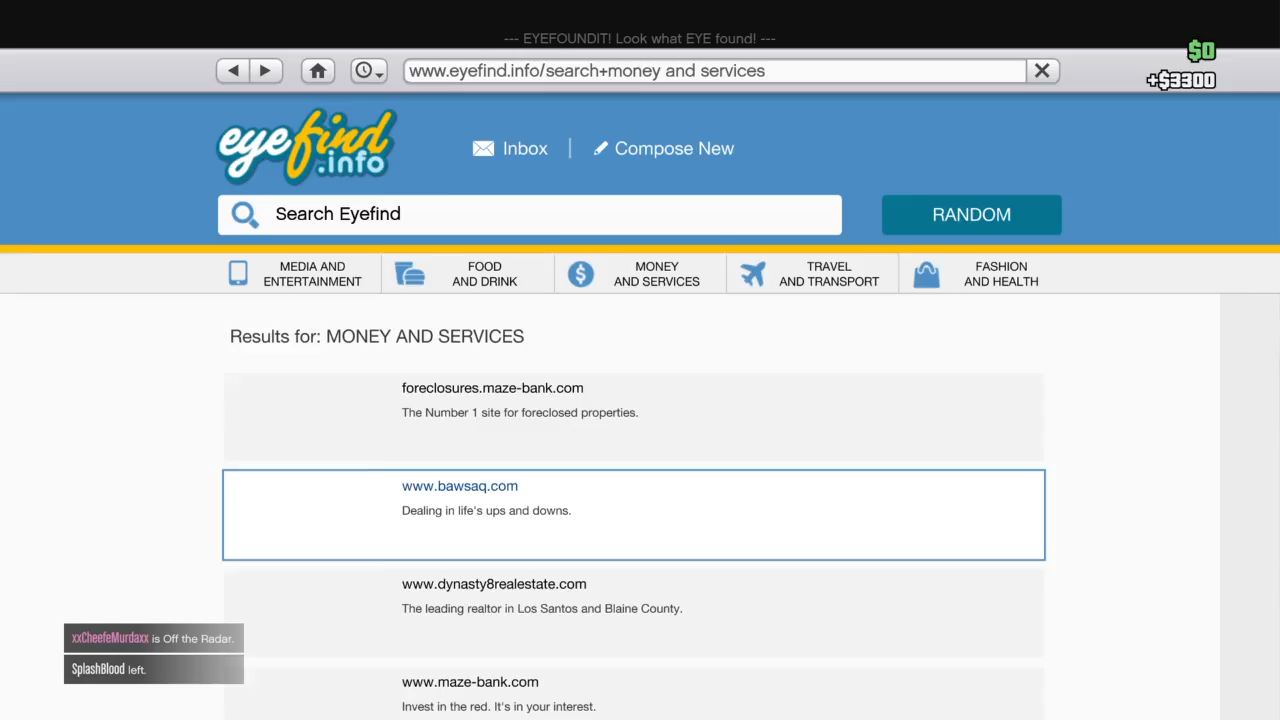 --- EYEFOUNDIT! Look what EYE found! ---
$0
www.eyefind.info/search+money and services
+$3300
eyefind
.info
Inbox | Compose New
Search Eyefind
RANDOM
MEDIA AND
ENTERTAINMENT
FOOD
AND DRINK
MONEY
AND SERVICES
TRAVEL
AND TRANSPORT
FASHION
AND HEALTH
Results for: MONEY AND SERVICES
foreclosures.maze-bank.com
The Number 1 site for foreclosed properties.
www.bawsaq.com
Dealing in life's ups and downs.
www.dynasty8realestate.com
The leading realtor in Los Santos and Blaine County.
xxCheefeMurdaxx is Off the Radar.
SplashBlood left.
www.maze-bank.com
Invest in the red. It's in your interest.